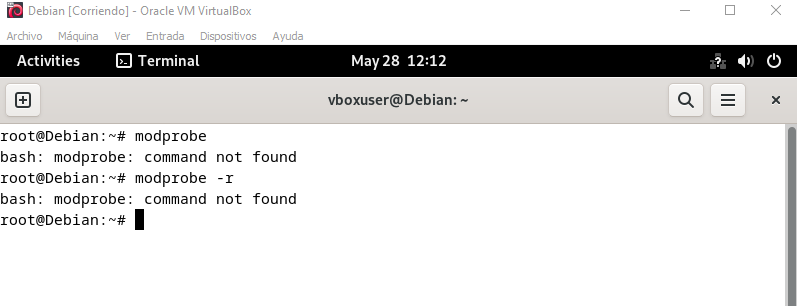 Debian [Corriendo] - Oracle VM VirtualBox
Archivo Máquina Ver Entrada Dispositivos Ayuda
Activities Terminal May 28 12:12
vboxuser@Debian: ~
root@Debian:~# modprobe
bash: modprobe: command not found
root@Debian:~# modprobe -r
bash: modprobe: command not found
root@Debian:~#